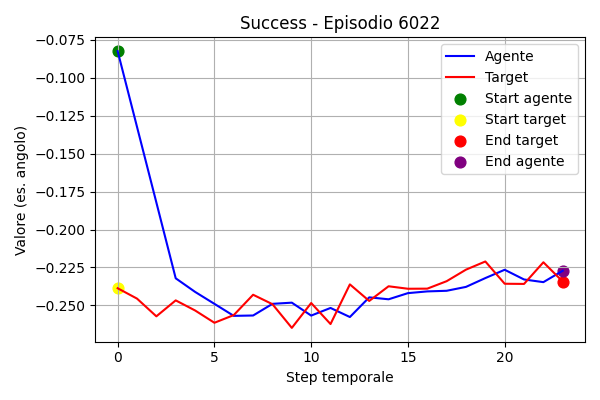 Success - Episodio 6022
Valore (es. angolo)
−0.075
−0.100
−0.125
−0.150
−0.175
−0.200
−0.225
−0.250
Agente
Target
Start agente
Start target
End target
End agente
0
5
10
15
20
Step temporale